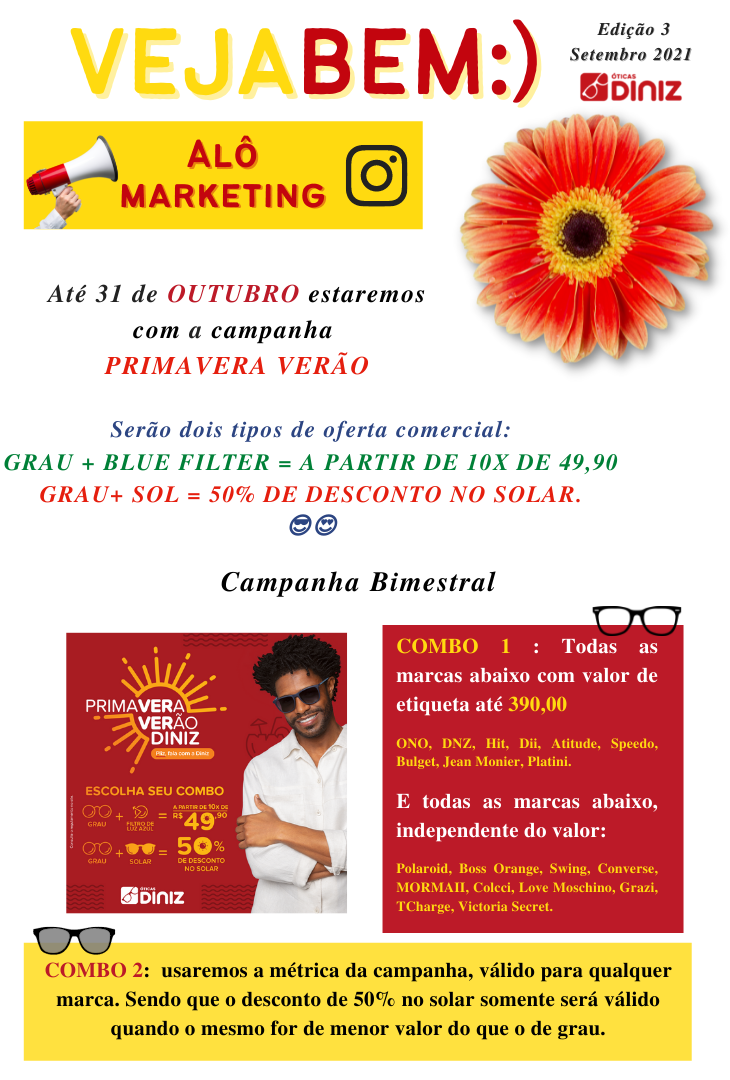 VEJABEM:)
Edição 3
Setembro 2021
ÓTICAS
DINIZ
ALÔ
MARKETING
Até 31 de OUTUBRO estaremos
com a campanha
PRIMAVERA VERÃO
Serão dois tipos de oferta comercial:
GRAU + BLUE FILTER = A PARTIR DE 10X DE 49,90
GRAU+ SOL = 50% DE DESCONTO NO SOLAR.
😎😍
Campanha Bimestral
PRIMAVERA
VERÃO
DINIZ
Pilz, faia com a Diniz
ESCOLHA SEU COMBO
GRAU + FILTRO DE LUZ AZUL = A PARTIR DE 10X DE R$ 49,90
GRAU + SOLAR = 50% DE DESCONTO NO SOLAR
ÓTICAS
DINIZ
COMBO 1 : Todas as
marcas abaixo com valor de
etiqueta até 390,00
ONO, DNZ, Hit, Dii, Atitude, Speedo,
Bulget, Jean Monier, Platini.
E todas as marcas abaixo,
independente do valor:
Polaroid, Boss Orange, Swing, Converse,
MORMAII, Colcci, Love Moschino, Grazi,
TCharge, Victoria Secret.
COMBO 2: usaremos a métrica da campanha, válido para qualquer
marca. Sendo que o desconto de 50% no solar somente será válido
quando o mesmo for de menor valor do que o de grau.